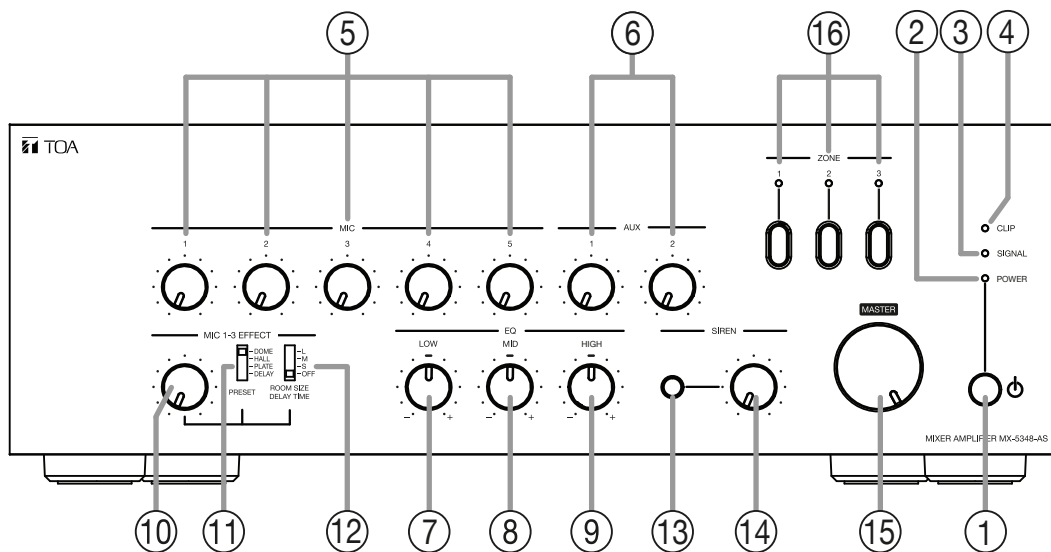 5 6 16 2 3 4
TOA
ZONE
1 2 3
CLIP
SIGNAL
POWER
MIC AUX
1 2 3 4 5 1 2
MASTER
MIC 1-3 EFFECT
DOME
HALL
PLATE
DELAY
PRESET
L
M
S
OFF
ROOM SIZE
DELAY TIME
EQ
LOW MID HIGH
− + − + − +
SIREN
MIXER AMPLIFIER MX-5348-AS
10 11 12 7 8 9 13 14 15 1